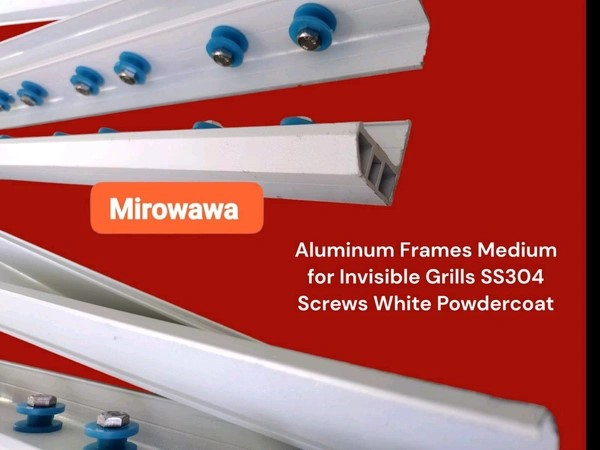 Mirowawa
Aluminum Frames Medium
for Invisible Grills SS304
Screws White Powdercoat